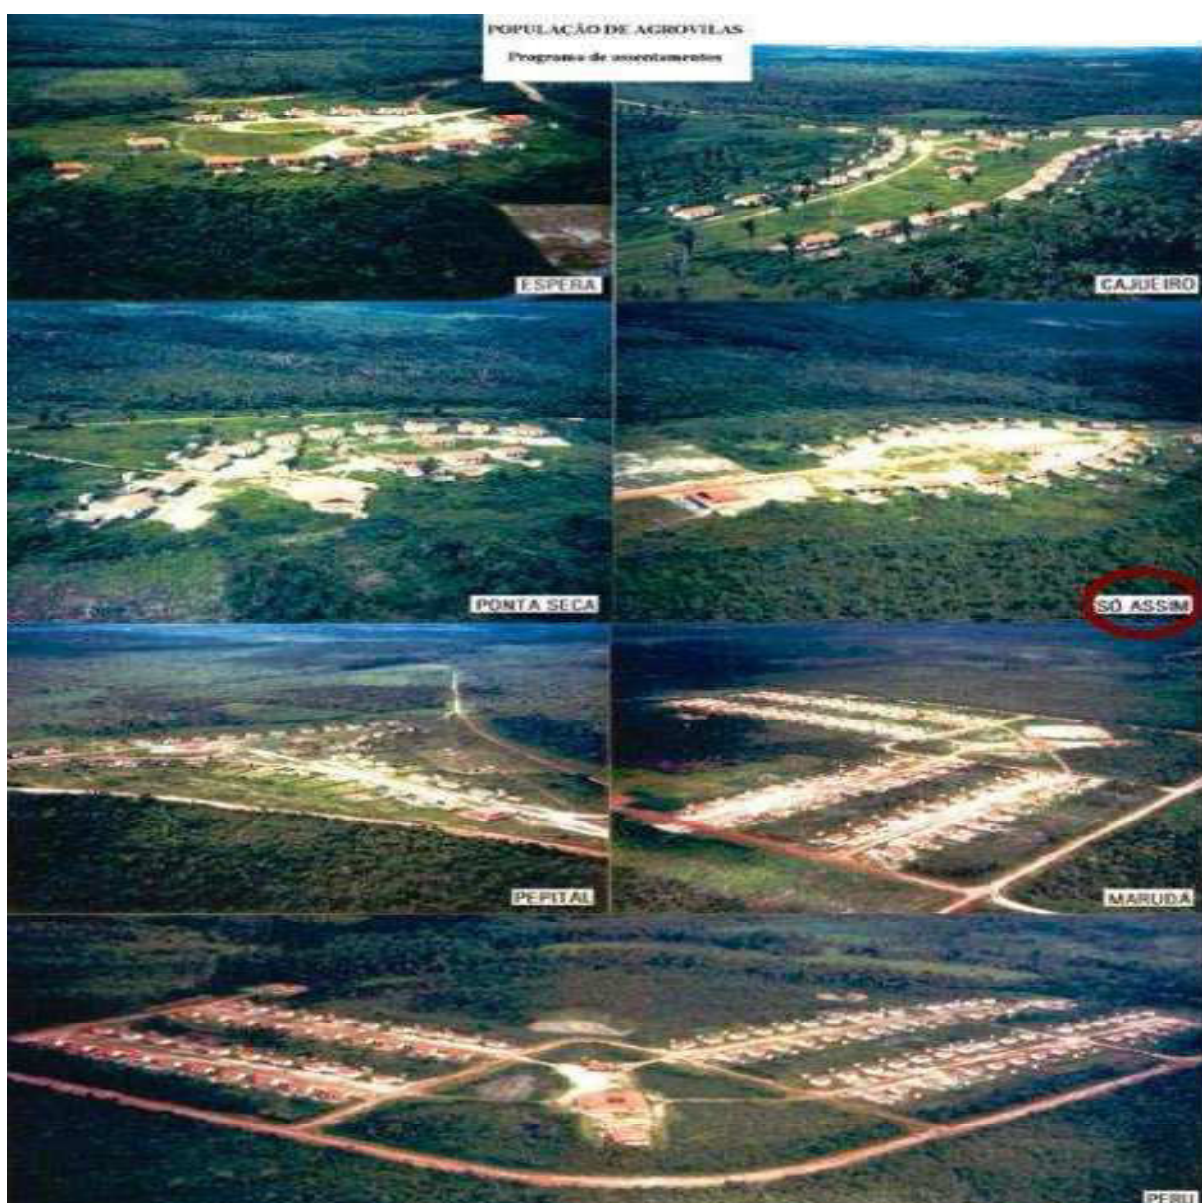 POPULAÇÃO DE AGROVILAS
Programa de assentamentos
ESPERA
CAJUEIRO
PONTA SECA
SÓ ASSIM
PEPITAL
MARUDÁ
PERU